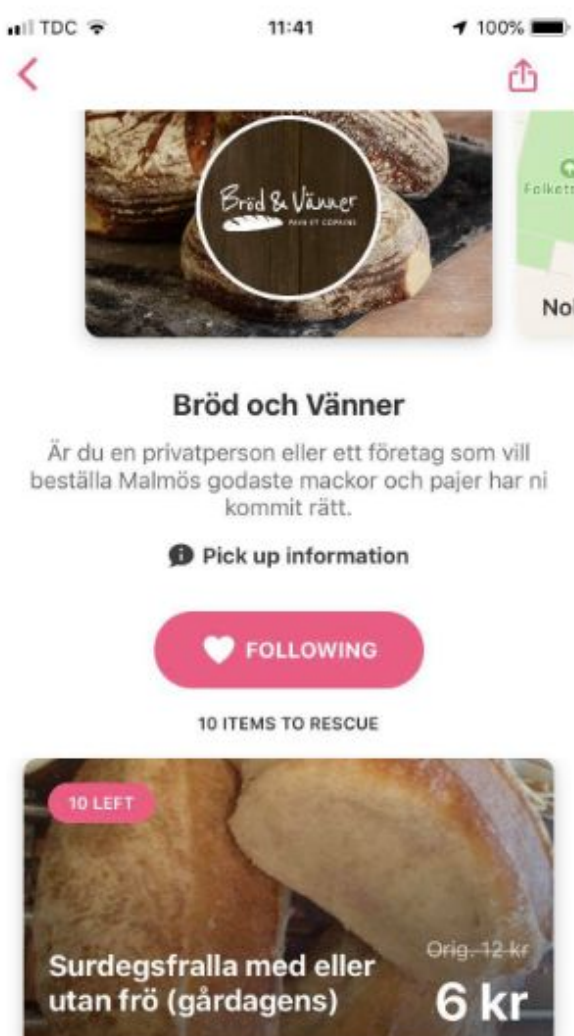 TDC
11:41
100%
Bröd & Vänner
PAIN ET COPAINS
Folkets
Nol
Bröd och Vänner
Är du en privatperson eller ett företag som vill
beställa Malmös godaste mackor och pajer har ni
kommit rätt.
Pick up information
FOLLOWING
10 ITEMS TO RESCUE
10 LEFT
Surdegsfralla med eller
utan frö (gårdagens)
Orig. 12 kr
6 kr